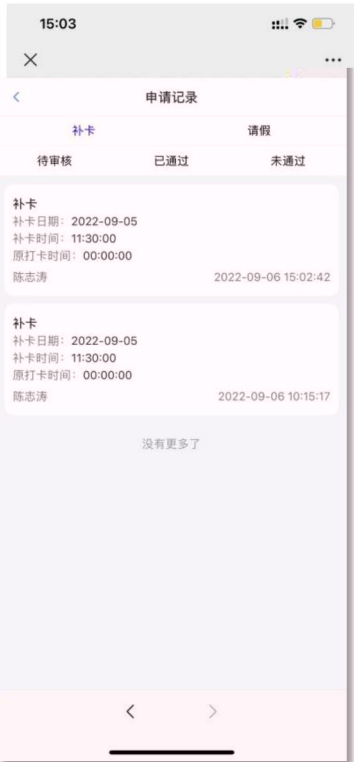 15:03
申请记录
补卡 请假
待审核 已通过 未通过
补卡
补卡日期：2022-09-05
补卡时间：11:30:00
原打卡时间：00:00:00
陈志涛 2022-09-06 15:02:42
补卡
补卡日期：2022-09-05
补卡时间：11:30:00
原打卡时间：00:00:00
陈志涛 2022-09-06 10:15:17
没有更多了